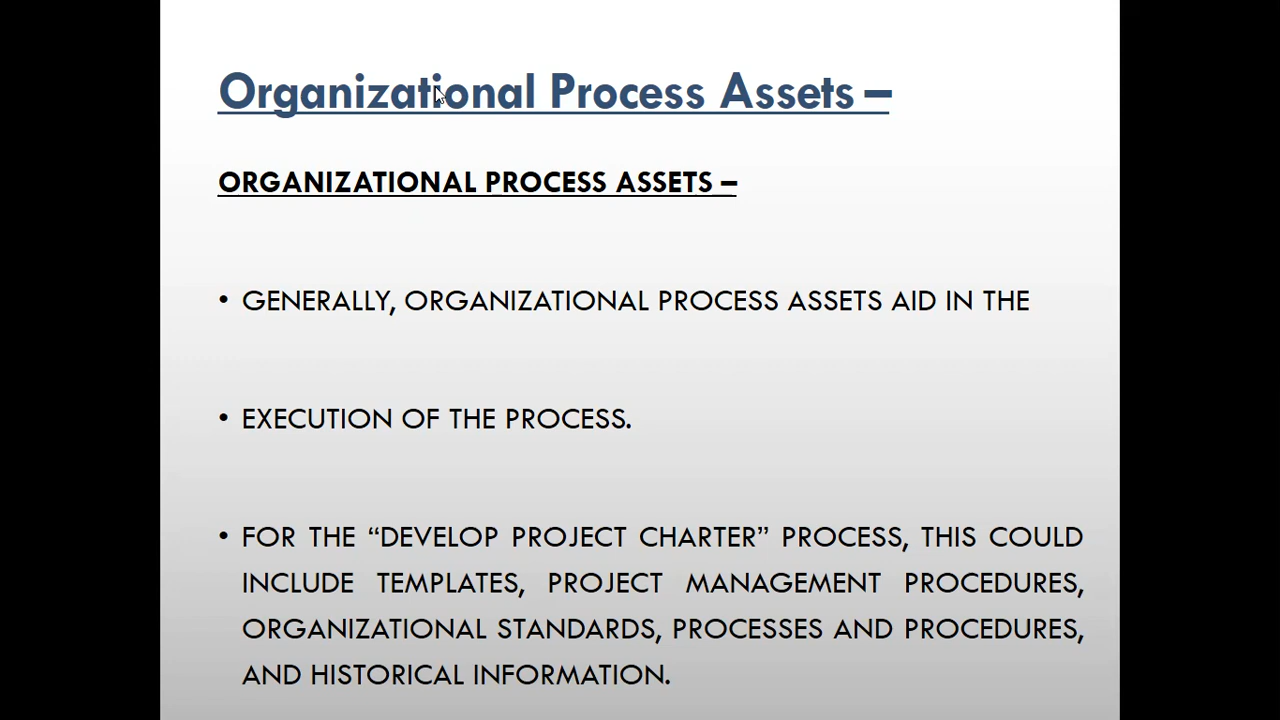 Organizational Process Assets –
ORGANIZATIONAL PROCESS ASSETS –
• GENERALLY, ORGANIZATIONAL PROCESS ASSETS AID IN THE
• EXECUTION OF THE PROCESS.
• FOR THE “DEVELOP PROJECT CHARTER” PROCESS, THIS COULD
INCLUDE TEMPLATES, PROJECT MANAGEMENT PROCEDURES,
ORGANIZATIONAL STANDARDS, PROCESSES AND PROCEDURES,
AND HISTORICAL INFORMATION.